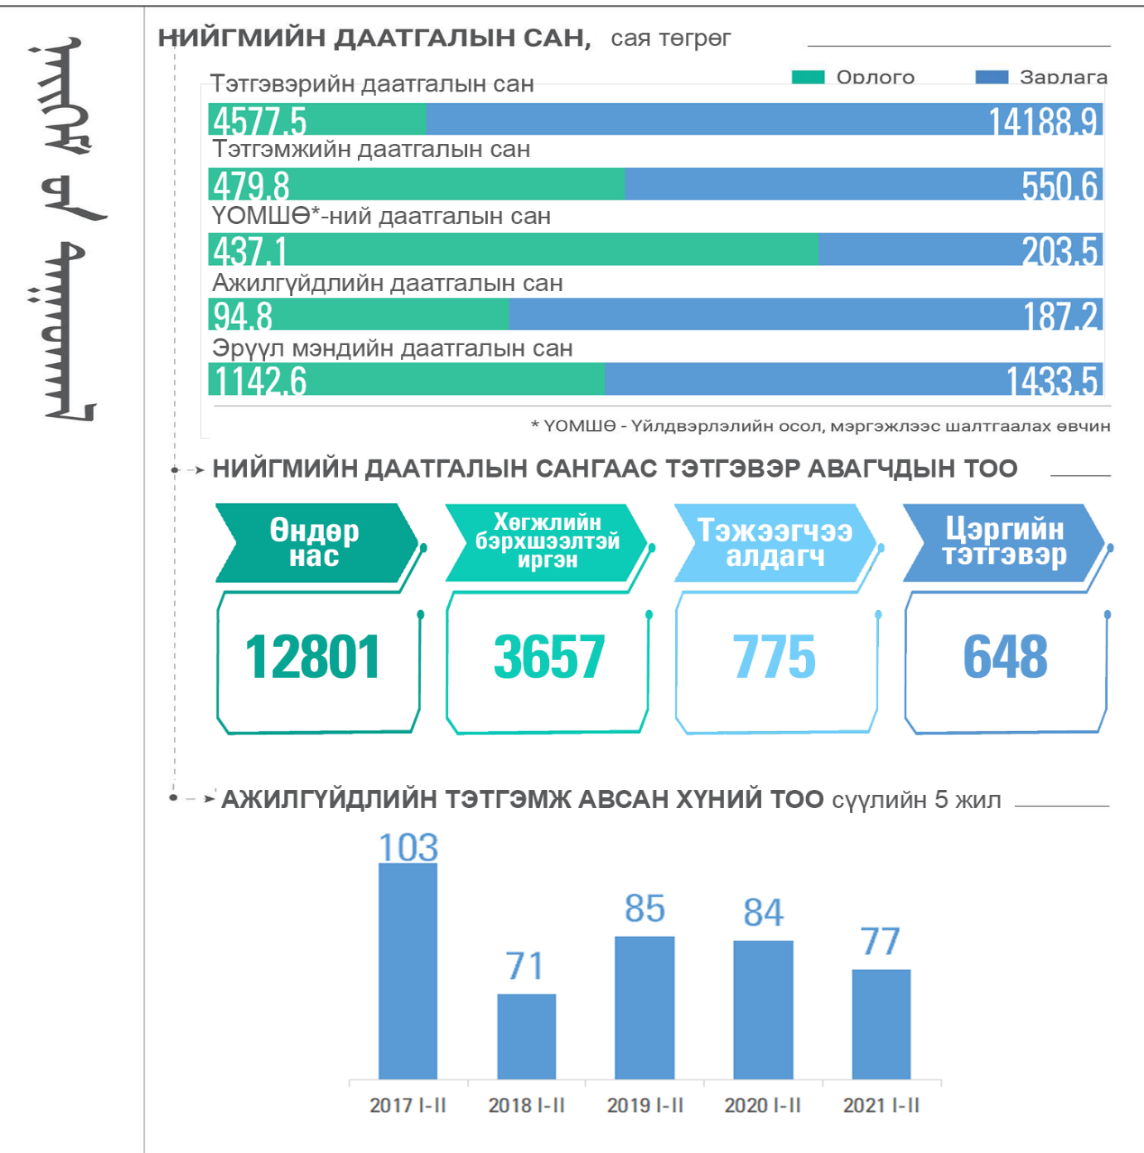 НИЙГМИЙН ДААТГАЛЫН САН, сая төгрөг
Орлого Зарлага
Тэтгэвэрийн даатгалын сан
4577.5 14188.9
Тэтгэмжийн даатгалын сан
479.8 550.6
ҮОМШӨ*-ний даатгалын сан
437.1 203.5
Ажилгүйдлийн даатгалын сан
94.8 187.2
Эрүүл мэндийн даатгалын сан
1142.6 1433.5
* ҮОМШӨ - Үйлдвэрлэлийн осол, мэргэжлээс шалтгаалах өвчин
НИЙГМИЙН ДААТГАЛЫН САНГААС ТЭТГЭВЭР АВАГЧДЫН ТОО
Өндөр
нас
12801
Хөгжлийн
бэрхшээлтэй
иргэн
3657
Тэжээгчээ
алдагч
775
Цэргийн
тэтгэвэр
648
АЖИЛГҮЙДЛИЙН ТЭТГЭМЖ АВСАН ХҮНИЙ ТОО сүүлийн 5 жил
103 71 85 84 77
2017 I-II 2018 I-II 2019 I-II 2020 I-II 2021 I-II